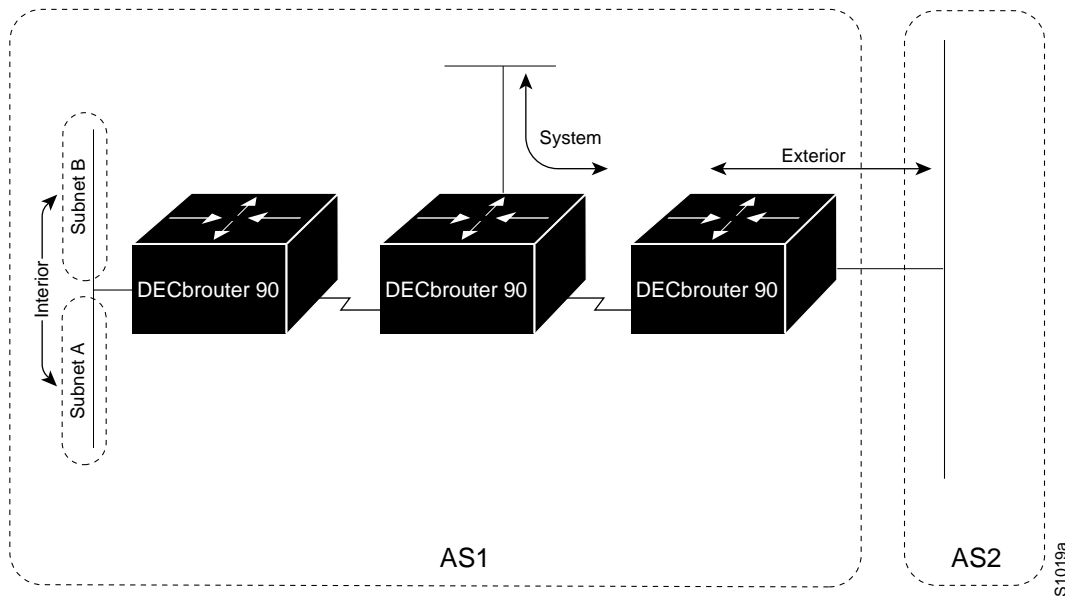 System
Exterior
Subnet B
Interior
Subnet A
DECbrouter 90
DECbrouter 90
DECbrouter 90
AS1
AS2
S1019a